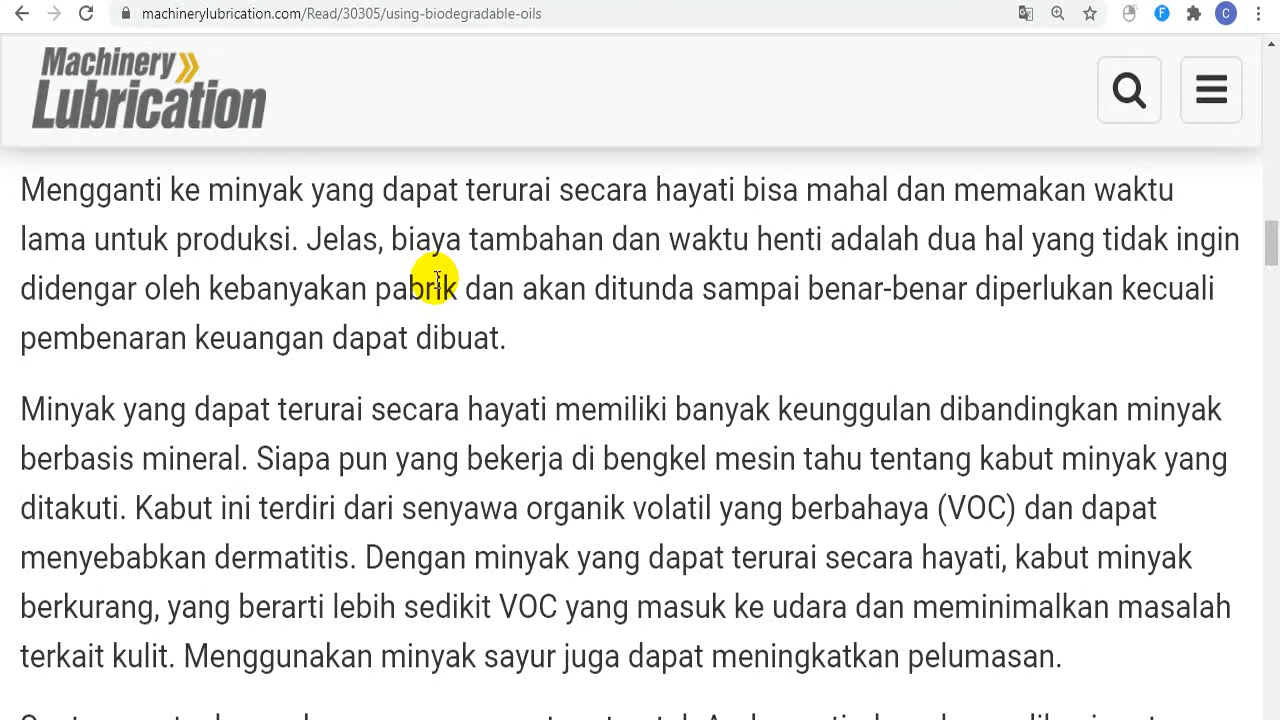 machinerylubrication.com/Read/30305/using-biodegradable-oils
F
C
Machinery
Lubrication
Mengganti ke minyak yang dapat terurai secara hayati bisa mahal dan memakan waktu
lama untuk produksi. Jelas, biaya tambahan dan waktu henti adalah dua hal yang tidak ingin
didengar oleh kebanyakan pabrik dan akan ditunda sampai benar-benar diperlukan kecuali
pembenaran keuangan dapat dibuat.
Minyak yang dapat terurai secara hayati memiliki banyak keunggulan dibandingkan minyak
berbasis mineral. Siapa pun yang bekerja di bengkel mesin tahu tentang kabut minyak yang
ditakuti. Kabut ini terdiri dari senyawa organik volatil yang berbahaya (VOC) dan dapat
menyebabkan dermatitis. Dengan minyak yang dapat terurai secara hayati, kabut minyak
berkurang, yang berarti lebih sedikit VOC yang masuk ke udara dan meminimalkan masalah
terkait kulit. Menggunakan minyak sayur juga dapat meningkatkan pelumasan.